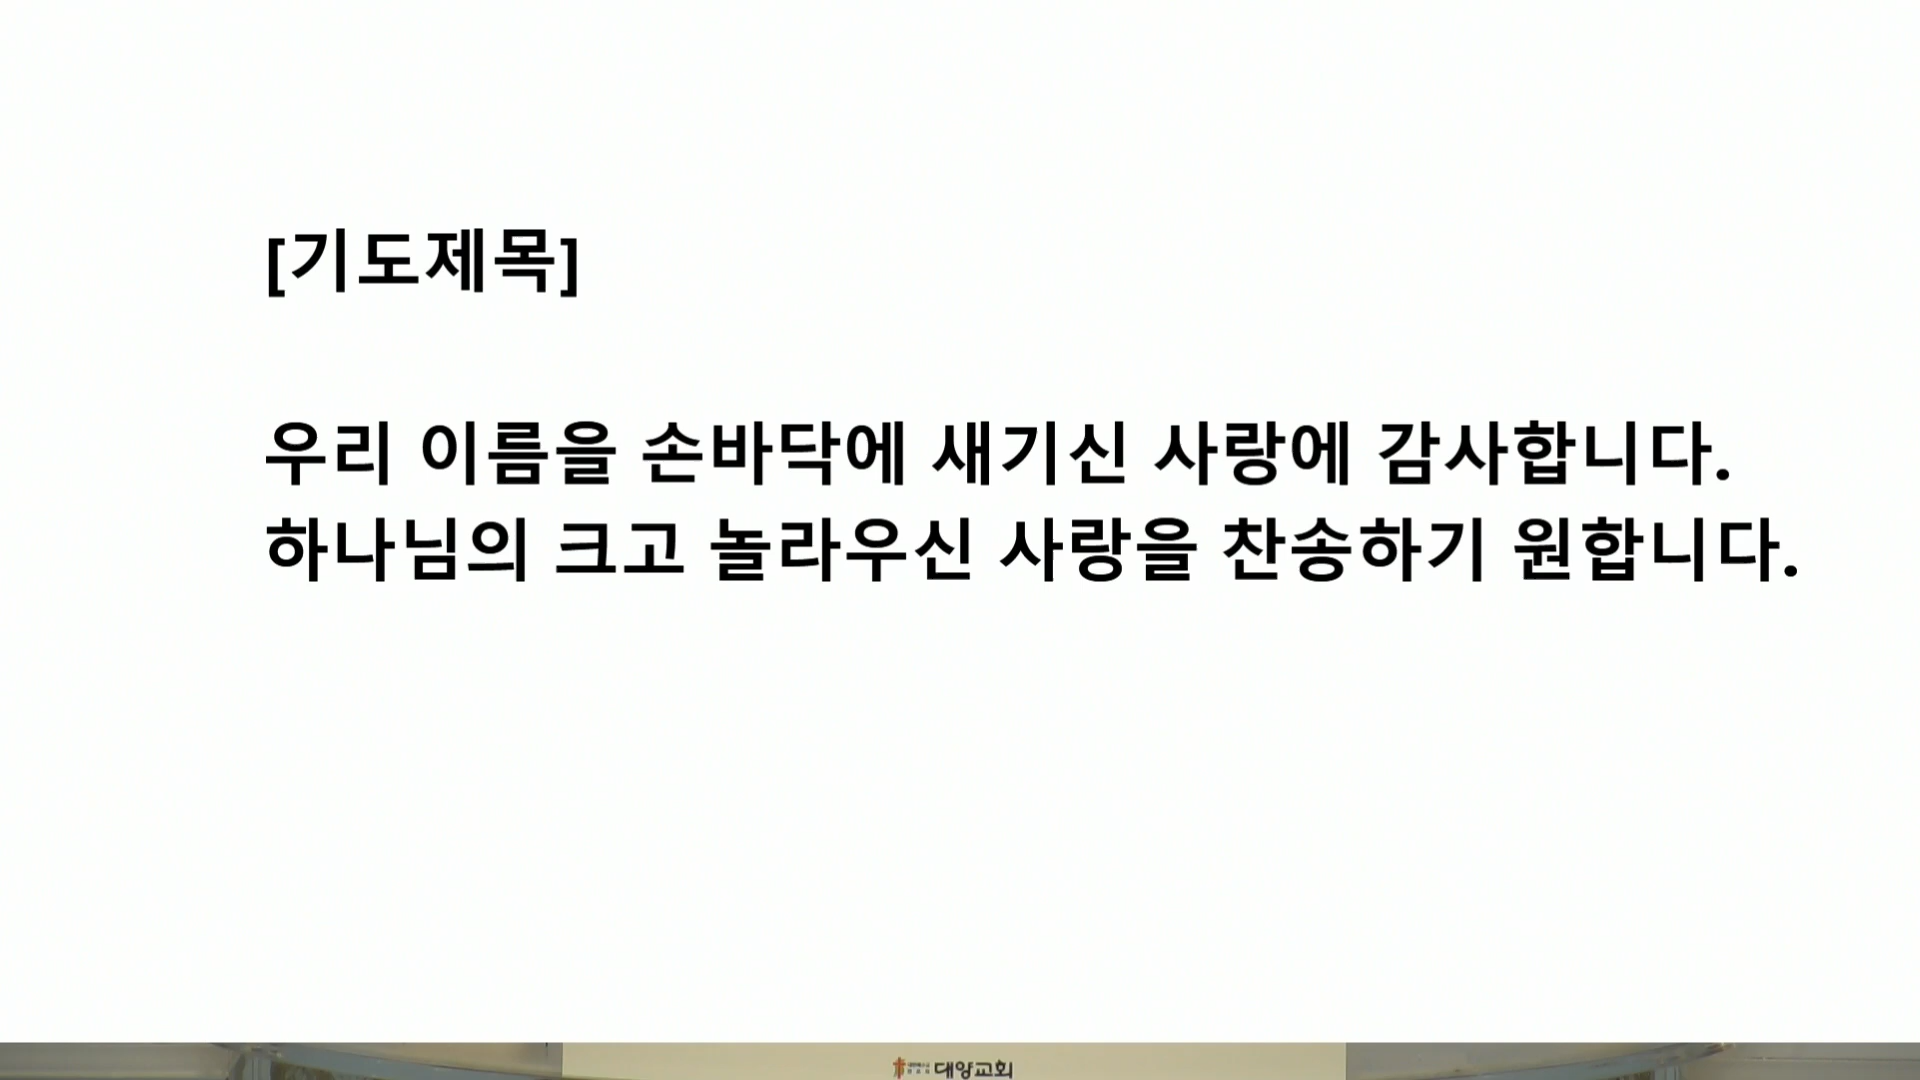 [기도제목]
우리 이름을 손바닥에 새기신 사랑에 감사합니다.
하나님의 크고 놀라우신 사랑을 찬송하기 원합니다.
대양교회